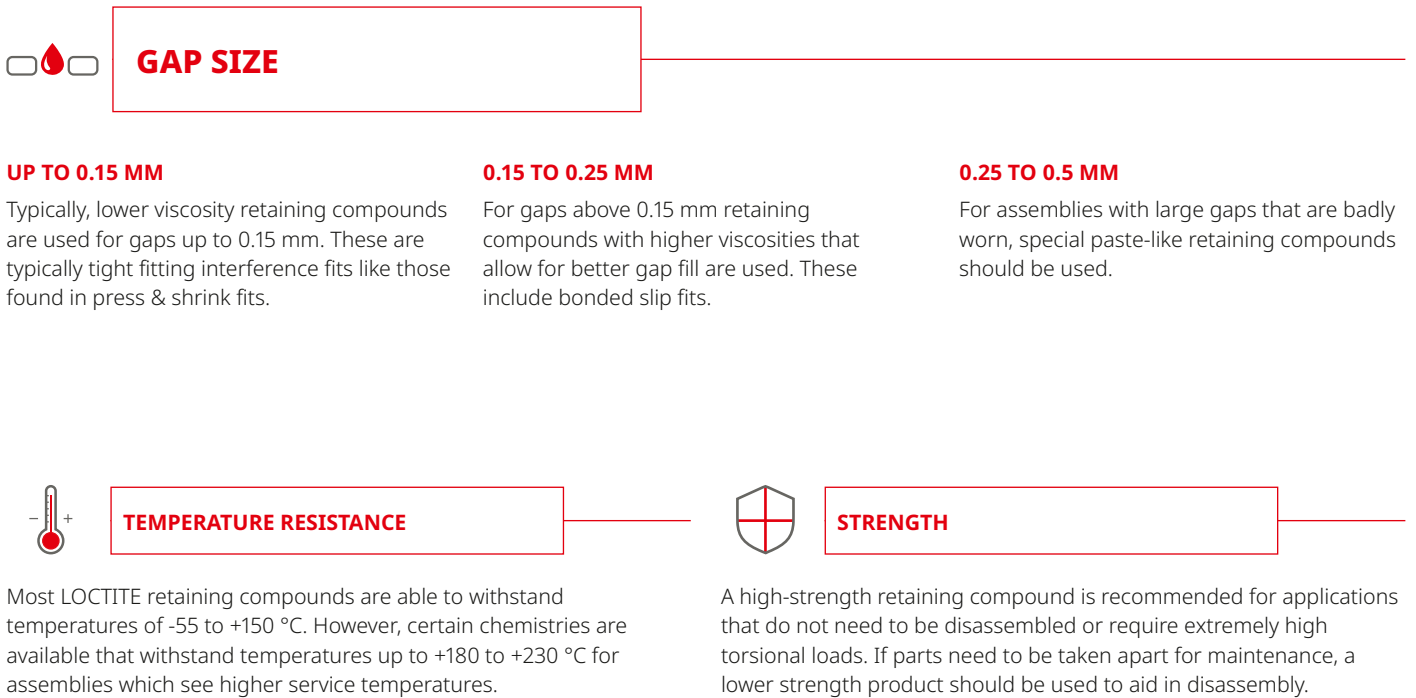 GAP SIZE
UP TO 0.15 MM
Typically, lower viscosity retaining compounds
are used for gaps up to 0.15 mm. These are
typically tight fitting interference fits like those
found in press & shrink fits.
0.15 TO 0.25 MM
For gaps above 0.15 mm retaining
compounds with higher viscosities that
allow for better gap fill are used. These
include bonded slip fits.
0.25 TO 0.5 MM
For assemblies with large gaps that are badly
worn, special paste-like retaining compounds
should be used.
− +
TEMPERATURE RESISTANCE
Most LOCTITE retaining compounds are able to withstand
temperatures of -55 to +150 °C. However, certain chemistries are
available that withstand temperatures up to +180 to +230 °C for
assemblies which see higher service temperatures.
STRENGTH
A high-strength retaining compound is recommended for applications
that do not need to be disassembled or require extremely high
torsional loads. If parts need to be taken apart for maintenance, a
lower strength product should be used to aid in disassembly.